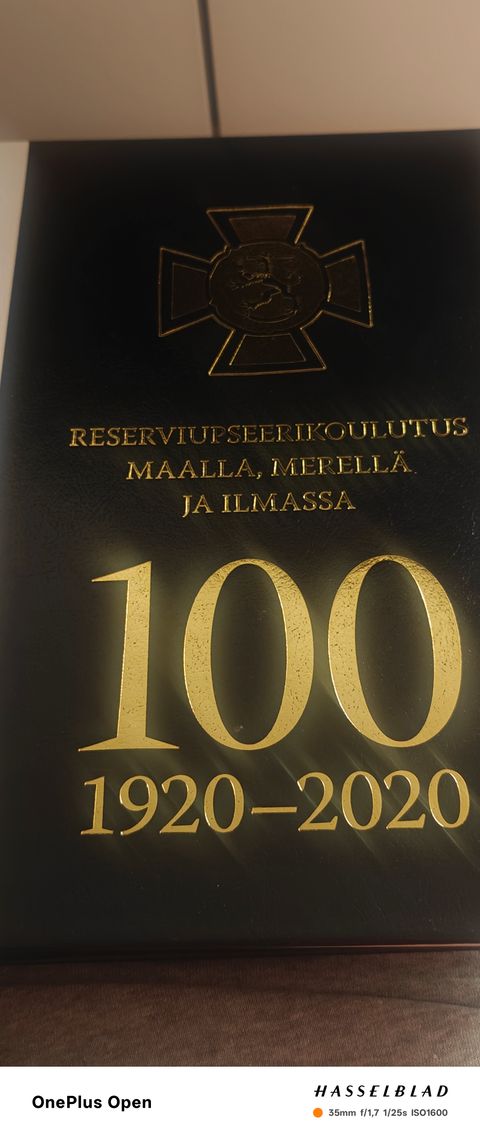 RESERVIUPSEERIKOULUTUS
MAALLA, MERELLÄ
JA ILMASSA
100
1920–2020
OnePlus Open
HASSELBLAD
35mm f/1,7 1/25s ISO1600